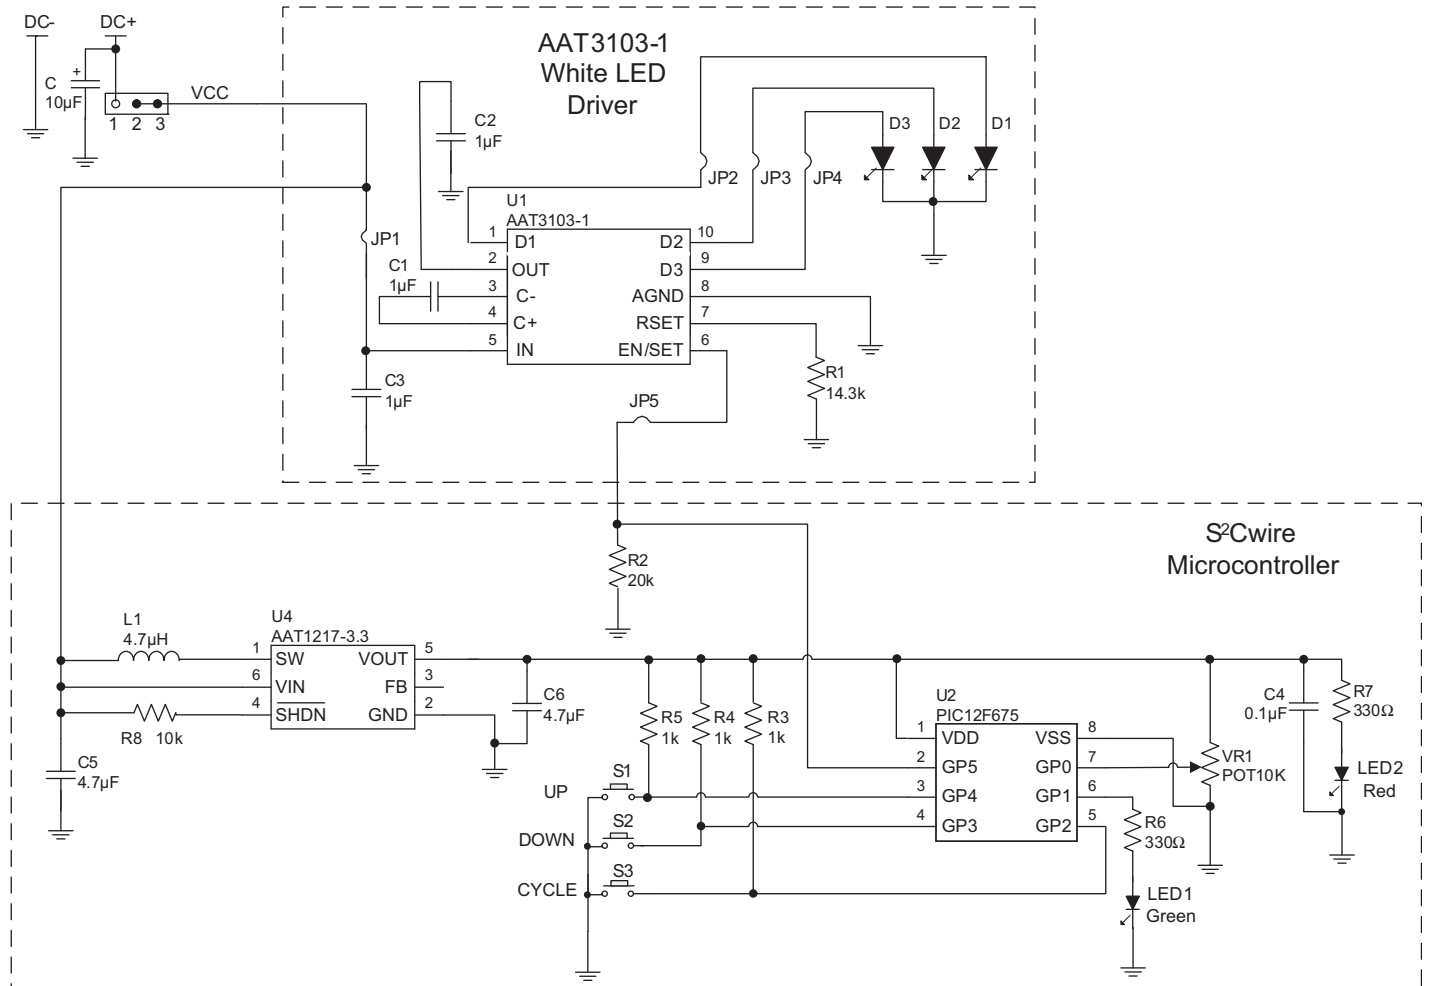 DC-
DC+
C
10µF
+
VCC
1 2 3
AAT3103-1
White LED
Driver
C2
1µF
D3
D2
D1
JP2
JP3
JP4
JP1
U1
AAT3103-1
1
D1
D2
10
2
OUT
D3
9
3
C-
AGND
8
4
C+
RSET
7
5
IN
EN/SET
6
C1
1µF
C3
1µF
R1
14.3k
JP5
R2
20k
S²Cwire
Microcontroller
L1
4.7µH
U4
AAT1217-3.3
1
SW
VOUT
5
6
VIN
FB
3
4
SHDN
GND
2
R8 10k
C5
4.7µF
C6
4.7µF
R5
1k
R4
1k
R3
1k
UP
S1
DOWN
S2
CYCLE
S3
U2
PIC12F675
1
VDD
VSS
8
2
GP5
GP0
7
3
GP4
GP1
6
4
GP3
GP2
5
VR1
POT10K
C4
0.1µF
R7
330Ω
LED2
Red
R6
330Ω
LED1
Green